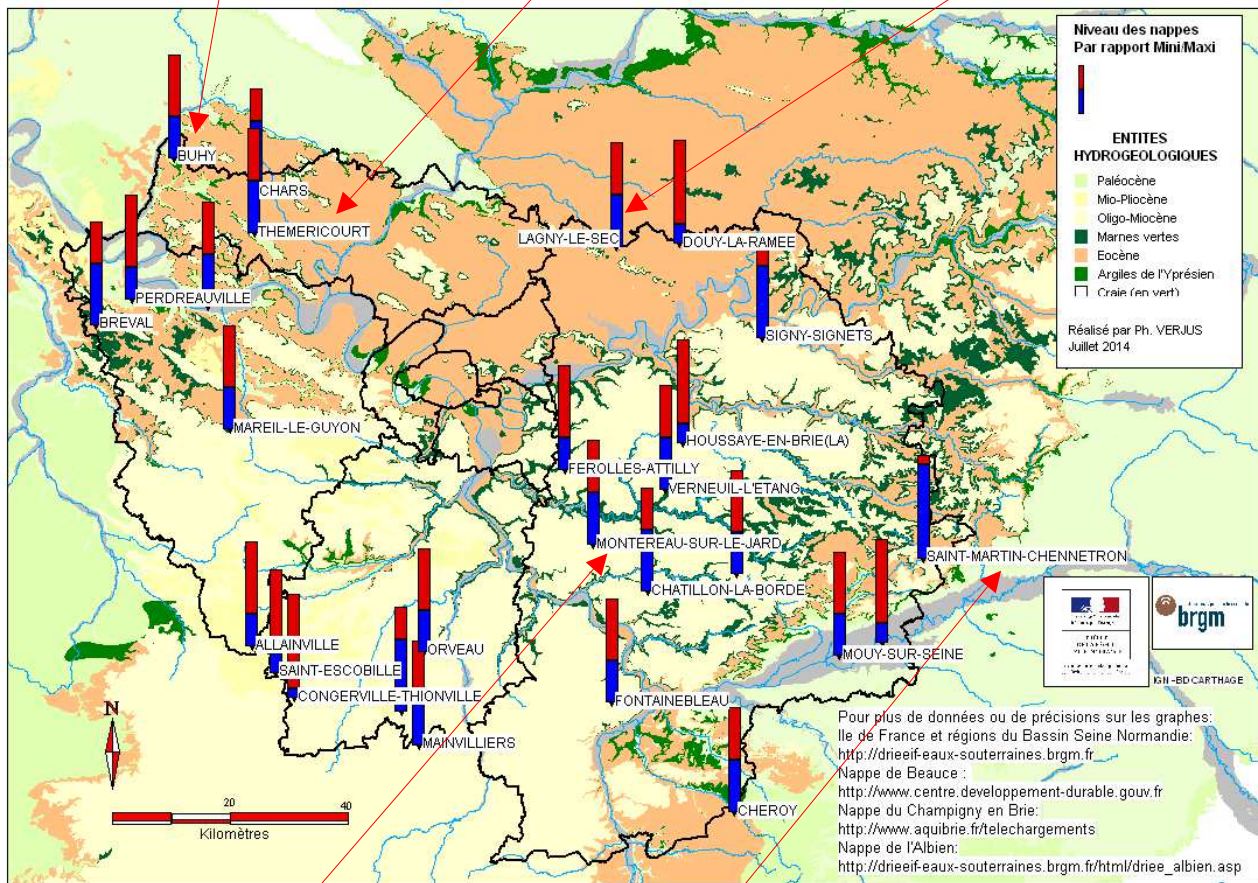 Niveau des nappes
Par rapport Mini/Maxi
ENTITES
HYDROGEOLOGIQUES
Paléocène
Mio-Pliocène
Oligo-Miocène
Marnes vertes
Eocène
Argiles de l'Yprésien
Craie (en vert)
Réalisé par Ph. VERJUS
Juillet 2014
BUHY
CHARS
THEMERICOURT
LAGNY-LE-SEC
DOUY-LA-RAMEE
PERDREAUVILLE
BREVAL
SIGNY-SIGNETS
MAREIL-LE-GUYON
HOUSSAYE-EN-BRIE(LA)
FEROLLES-ATTILLY
VERNEUIL-L'ETANG
MONTEREAU-SUR-LE-JARD
SAINT-MARTIN-CHENNETRON
CHATILLON-LA-BORDE
ALLAINVILLE
ORVEAU
MOUY-SUR-SEINE
SAINT-ESCOBILLE
CONGERVILLE-THIONVILLE
FONTAINEBLEAU
MAINVILLIERS
CHEROY
N
20 40
Kilomètres
brgm
IGN-BD CARTHAGE
Pour plus de données ou de précisions sur les graphes:
Ile de France et régions du Bassin Seine Normandie:
http://drieeif-eaux-souterraines.brgm.fr
Nappe de Beauce :
http://www.centre.developpement-durable.gouv.fr
Nappe du Champigny en Brie:
http://www.aquibrie.fr/telechargements
Nappe de l'Albien:
http://drieeif-eaux-souterraines.brgm.fr/html/driee_albien.asp